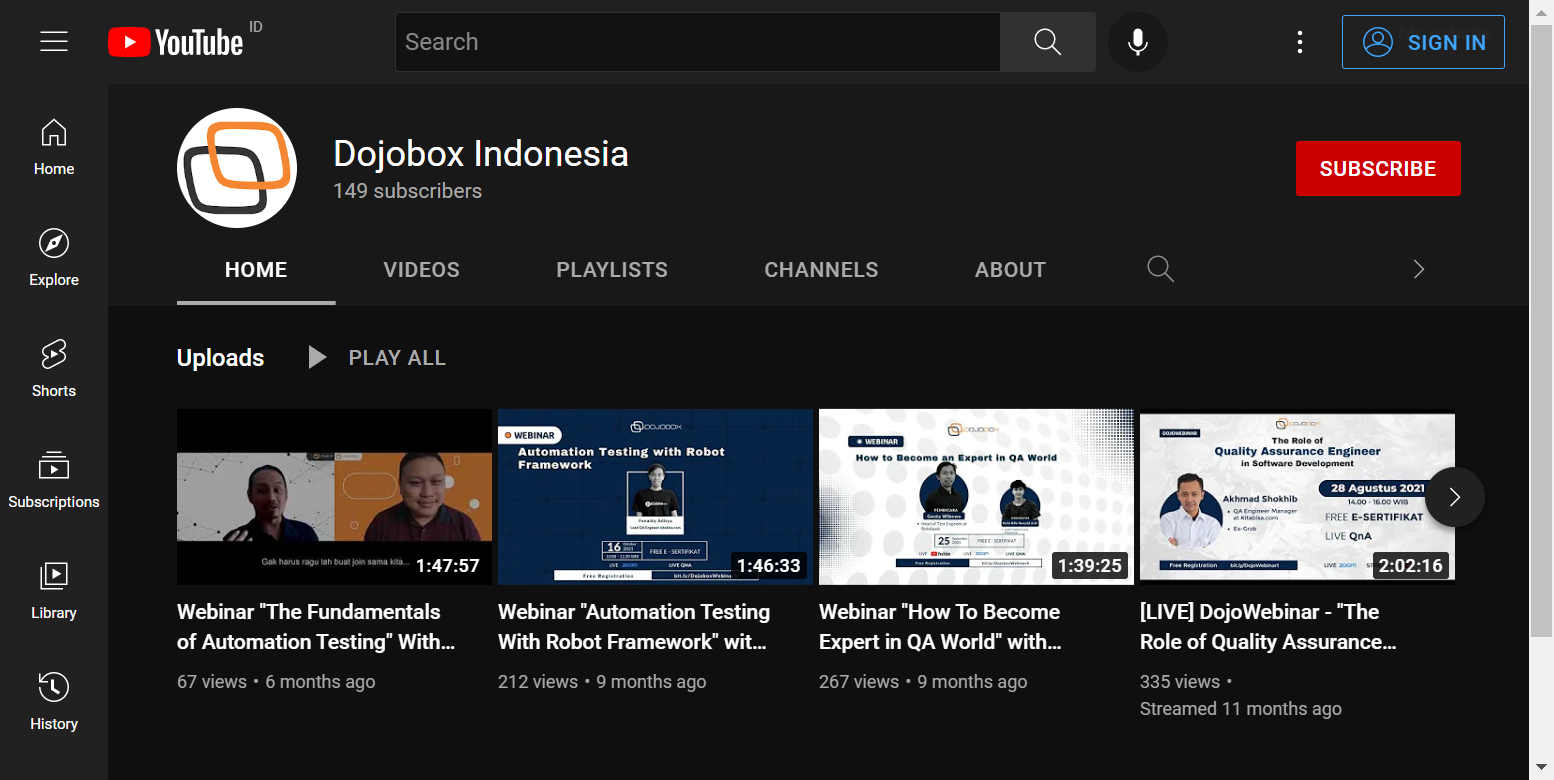 YouTube ID
Search
SIGN IN
Home
Explore
Shorts
Subscriptions
Library
History
Dojobox Indonesia
149 subscribers
SUBSCRIBE
HOME VIDEOS PLAYLISTS CHANNELS ABOUT
Uploads PLAY ALL
Gak harus ragu lah buat join sama kita...
1:47:57
Webinar "The Fundamentals
of Automation Testing" With...
67 views • 6 months ago
DOJOBOX
WEBINAR
Automation Testing with Robot
Framework
16
FREE E - SERTIFIKAT
LIVE zoom LIVE QNA
Free Registration
1:46:33
Webinar "Automation Testing
With Robot Framework" wit...
212 views • 9 months ago
DOJOBOX
WEBINAR
How to Become an Expert in QA World
PEMBICARA
25
FREE E - SERTIFIKAT
LIVE YouTube LIVE zoom LIVE QNA
Free Registration
1:39:25
Webinar "How To Become
Expert in QA World" with...
267 views • 9 months ago
DOJOBOX
DOJOWEBINAR
The Role of
Quality Assurance Engineer
in Software Development
28 Agustus 2021
14.00 - 16.00 WIB
Akhmad Shokhib
• QA Engineer Manager
at Kitabisa.com
• Ex-Grab
FREE E-SERTIFIKAT
LIVE QnA
Free Registration bit.ly/DojoWebinar1
LIVE zoom
2:02:16
[LIVE] DojoWebinar - "The
Role of Quality Assurance...
335 views •
Streamed 11 months ago